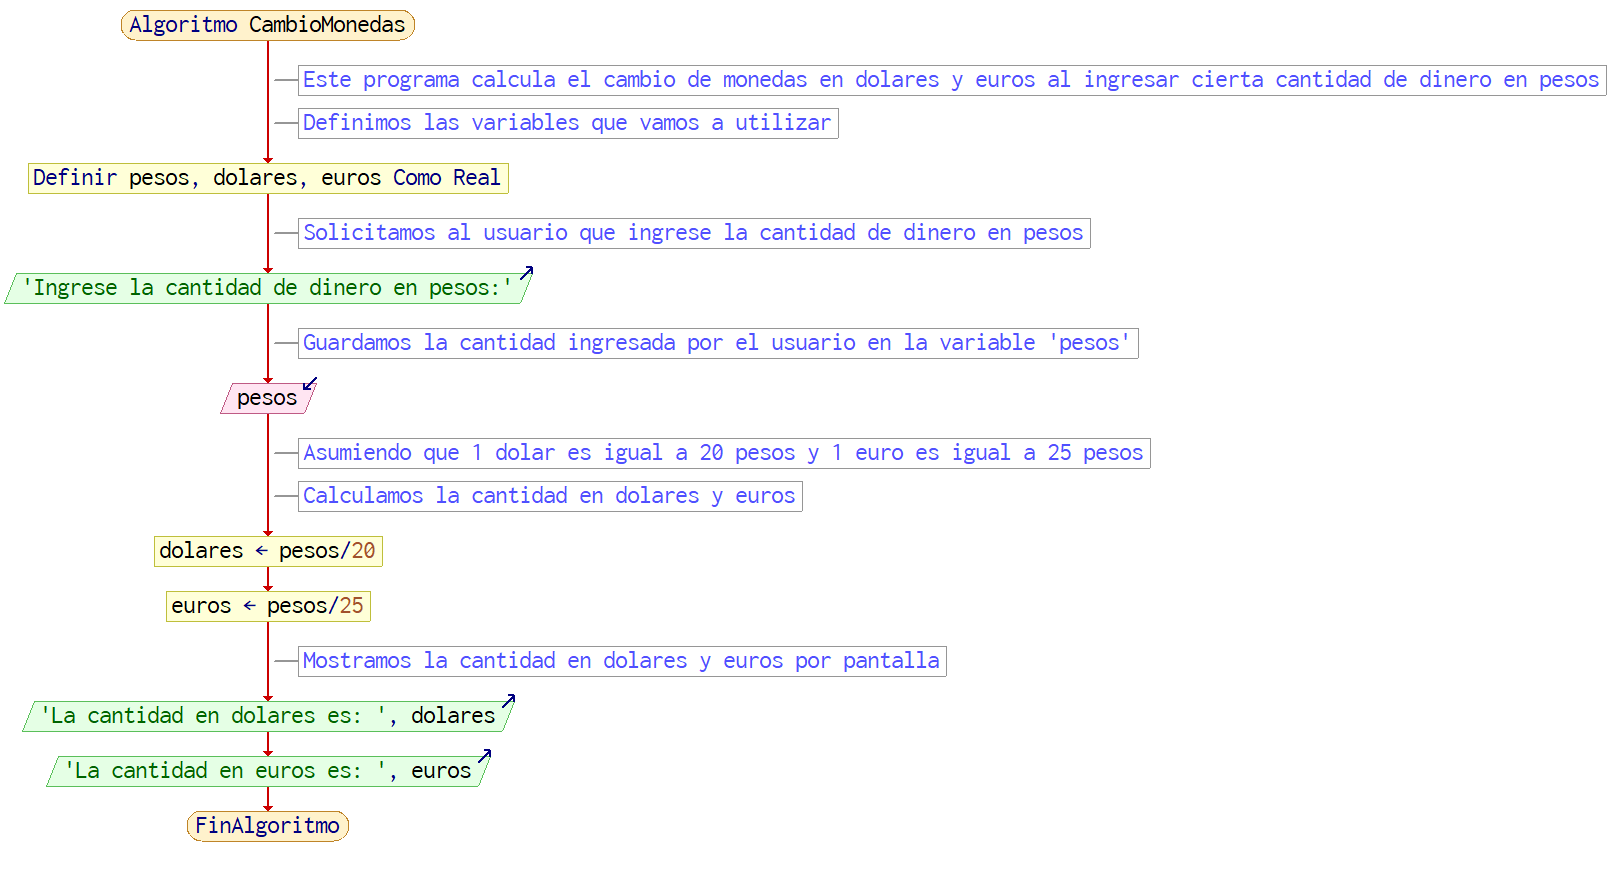 Algoritmo CambioMonedas
Este programa calcula el cambio de monedas en dolares y euros al ingresar cierta cantidad de dinero en pesos
Definimos las variables que vamos a utilizar
Definir pesos, dolares, euros Como Real
Solicitamos al usuario que ingrese la cantidad de dinero en pesos
'Ingrese la cantidad de dinero en pesos:'
Guardamos la cantidad ingresada por el usuario en la variable 'pesos'
pesos
Asumiendo que 1 dolar es igual a 20 pesos y 1 euro es igual a 25 pesos
Calculamos la cantidad en dolares y euros
dolares ← pesos/20
euros ← pesos/25
Mostramos la cantidad en dolares y euros por pantalla
'La cantidad en dolares es: ', dolares
'La cantidad en euros es: ', euros
FinAlgoritmo